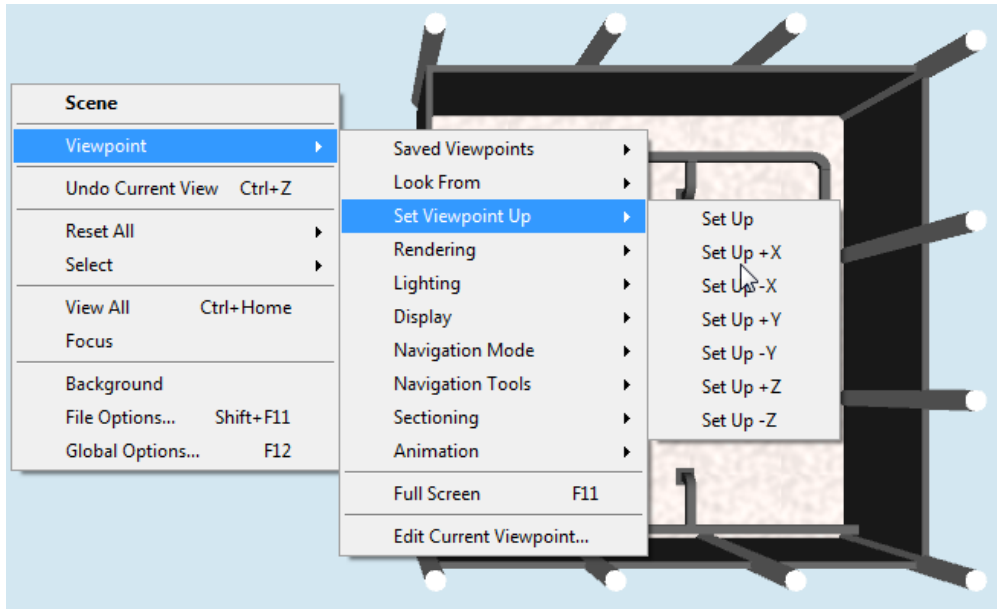 Scene
Viewpoint
Undo Current View Ctrl+Z
Reset All
Select
View All Ctrl+Home
Focus
Background
File Options... Shift+F11
Global Options... F12
Saved Viewpoints
Look From
Set Viewpoint Up
Rendering
Lighting
Display
Navigation Mode
Navigation Tools
Sectioning
Animation
Full Screen F11
Edit Current Viewpoint...
Set Up
Set Up +X
Set Up -X
Set Up +Y
Set Up -Y
Set Up +Z
Set Up -Z